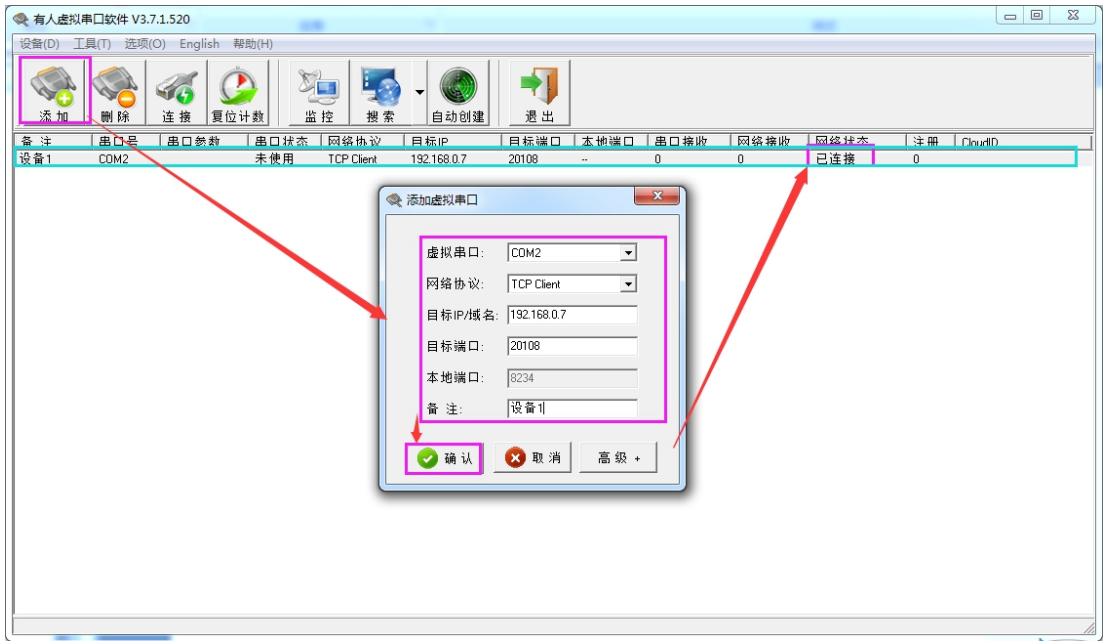 有人虚拟串口软件 V3.7.1.520
设备(D) 工具(T) 选项(O) English 帮助(H)
添加 删除 连接 复位计数 监控 搜索 自动创建 退出
备 注 串口号 串口参数 串口状态 网络协议 目标IP 目标端口 本地端口 串口接收 网络接收 网络状态 注册 CloudID
设备1 COM2 未使用 TCP Client 192.168.0.7 20108 -- 0 0 已连接 0
添加虚拟串口
虚拟串口: COM2
网络协议: TCP Client
目标IP/域名: 192.168.0.7
目标端口: 20108
本地端口: 8234
备 注: 设备1
确 认 取 消 高 级 +